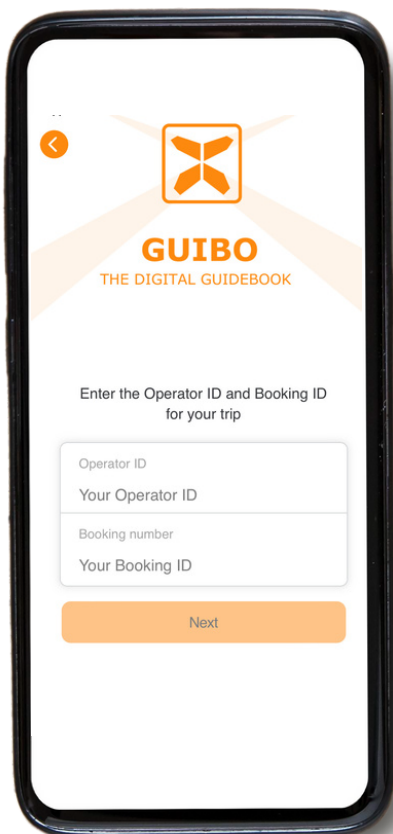 GUIBO
THE DIGITAL GUIDEBOOK
Enter the Operator ID and Booking ID
for your trip
Operator ID
Your Operator ID
Booking number
Your Booking ID
Next